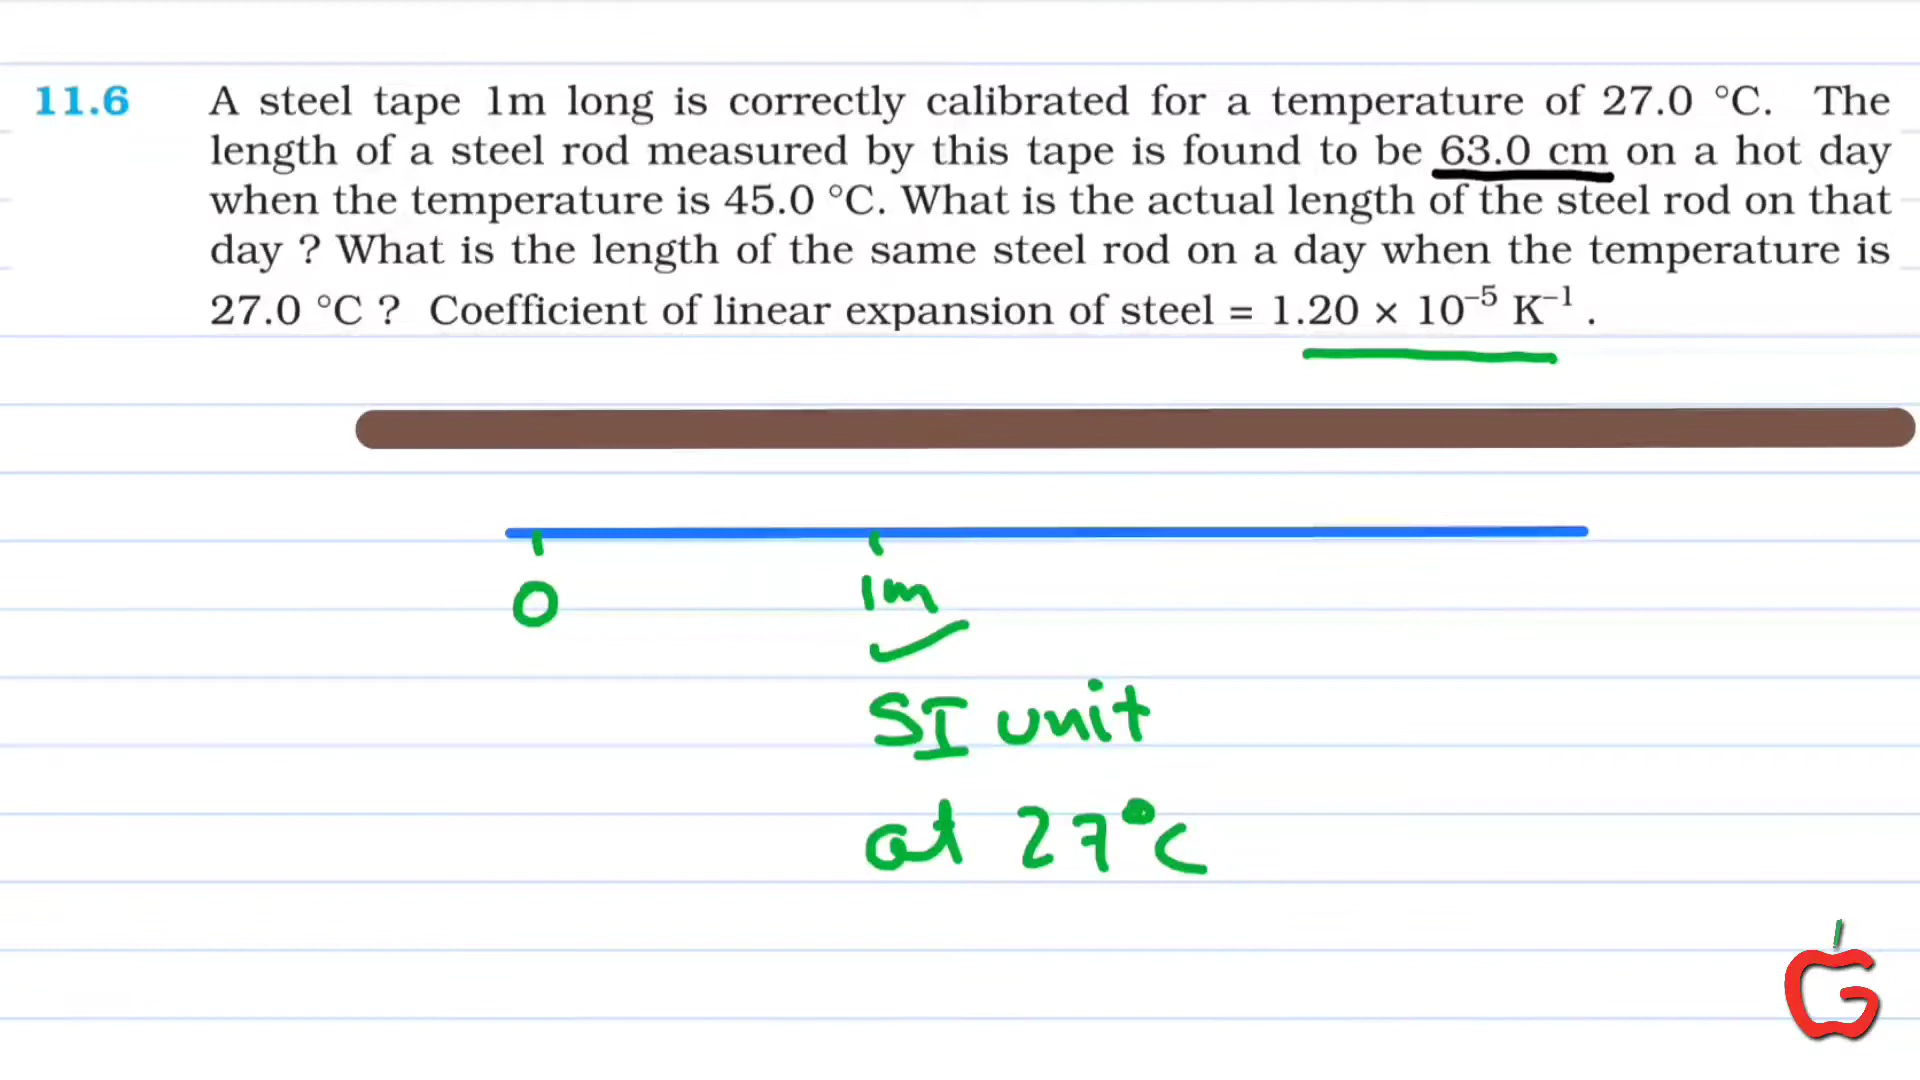 11.6 A steel tape 1m long is correctly calibrated for a temperature of 27.0 °C. The
length of a steel rod measured by this tape is found to be 63.0 cm on a hot day
when the temperature is 45.0 °C. What is the actual length of the steel rod on that
day ? What is the length of the same steel rod on a day when the temperature is
27.0 °C ? Coefficient of linear expansion of steel = 1.20 × 10⁻⁵ K⁻¹ .
0 1m
SI unit
at 27°C
G